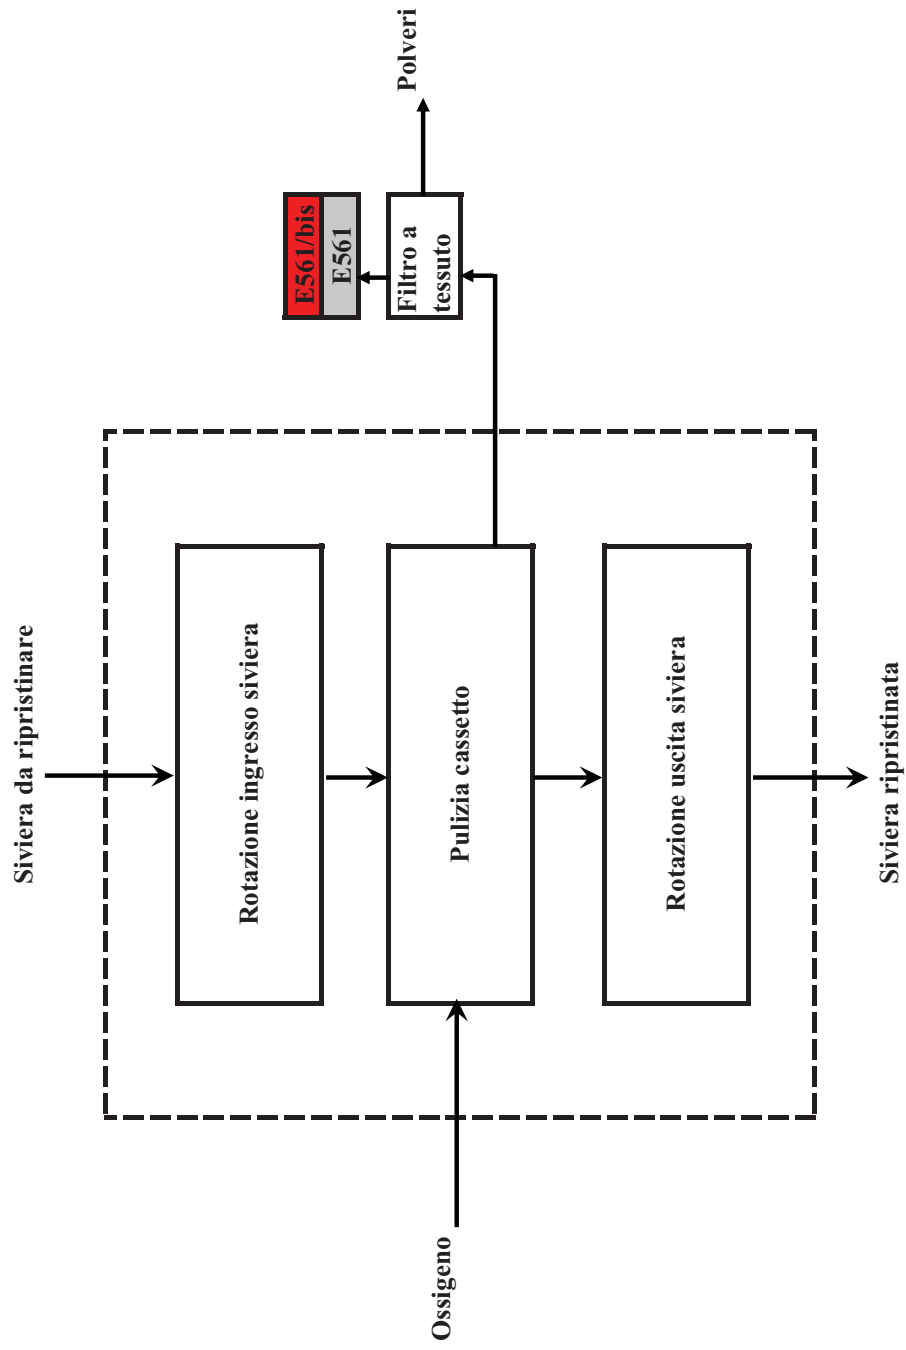 Siviera da ripristinare
Rotazione ingresso siviera
Ossigeno
Pulizia cassetto
Rotazione uscita siviera
Siviera ripristinata
E561/bis
E561
Filtro a
tessuto
Polveri